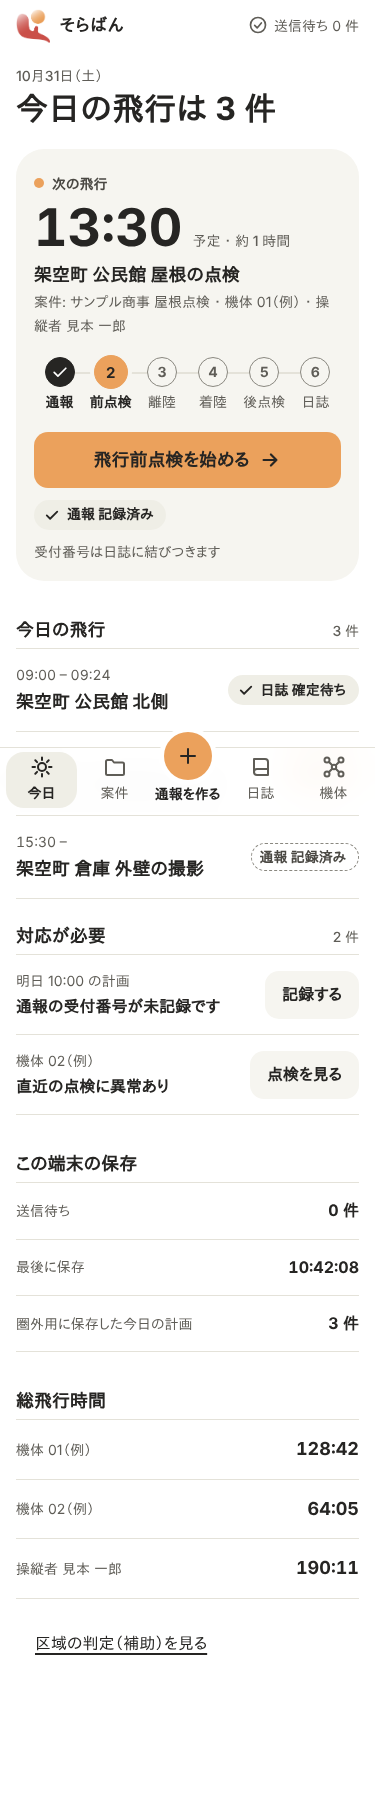 そらばん
送信待ち 0 件
10月31日（土）
今日の飛行は 3 件
次の飛行
13:30 予定・約 1 時間
架空町 公民館 屋根の点検
案件: サンプル商事 屋根点検・機体 01（例）・操
縦者 見本 一郎
2 3 4 5 6
通報 前点検 離陸 着陸 後点検 日誌
飛行前点検を始める →
通報 記録済み
受付番号は日誌に結びつきます
今日の飛行 3 件
09:00 – 09:24
架空町 公民館 北側
日誌 確定待ち
今日 案件 通報を作る 日誌 機体
15:30 –
架空町 倉庫 外壁の撮影
通報 記録済み
対応が必要 2 件
明日 10:00 の計画
通報の受付番号が未記録です
記録する
機体 02（例）
直近の点検に異常あり
点検を見る
この端末の保存
送信待ち 0 件
最後に保存 10:42:08
圏外用に保存した今日の計画 3 件
総飛行時間
機体 01（例） 128:42
機体 02（例） 64:05
操縦者 見本 一郎 190:11
区域の判定（補助）を見る